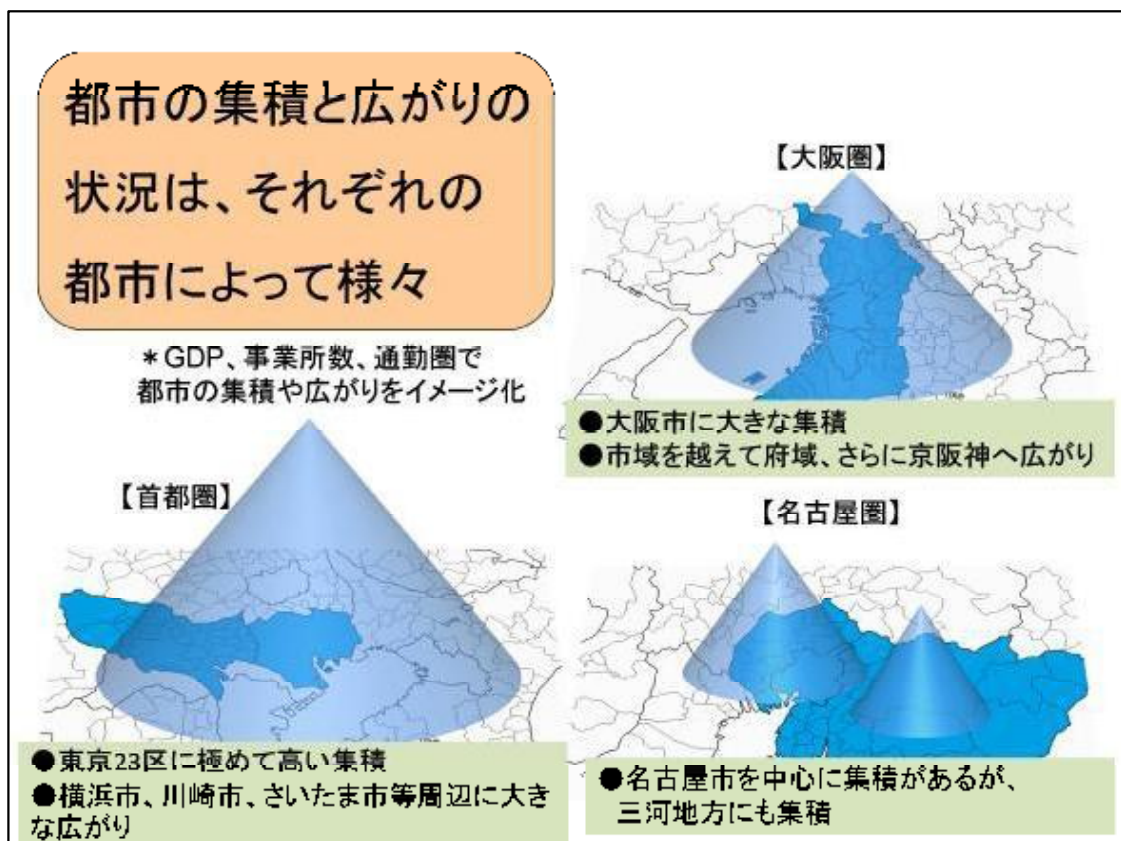 都市の集積と広がりの
状況は、それぞれの
都市によって様々
＊GDP、事業所数、通勤圏で
都市の集積や広がりをイメージ化
【大阪圏】
●大阪市に大きな集積
●市域を越えて府域、さらに京阪神へ広がり
【首都圏】
●東京23区に極めて高い集積
●横浜市、川崎市、さいたま市等周辺に大き
な広がり
【名古屋圏】
●名古屋市を中心に集積があるが、
三河地方にも集積